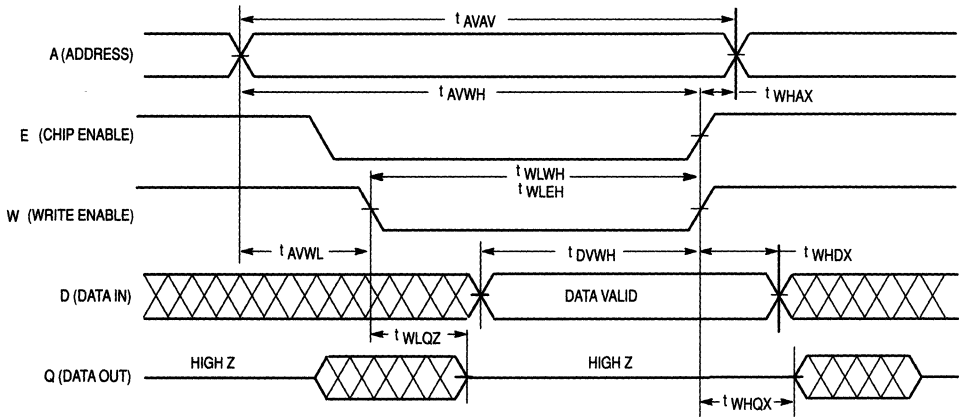 t AVAV
A (ADDRESS)
t AVWH
t WHAX
E (CHIP ENABLE)
t WLWH
t WLEH
W (WRITE ENABLE)
t AVWL
t DVWH
t WHDX
D (DATA IN)
DATA VALID
t WLQZ
HIGH Z
HIGH Z
Q (DATA OUT)
t WHQX